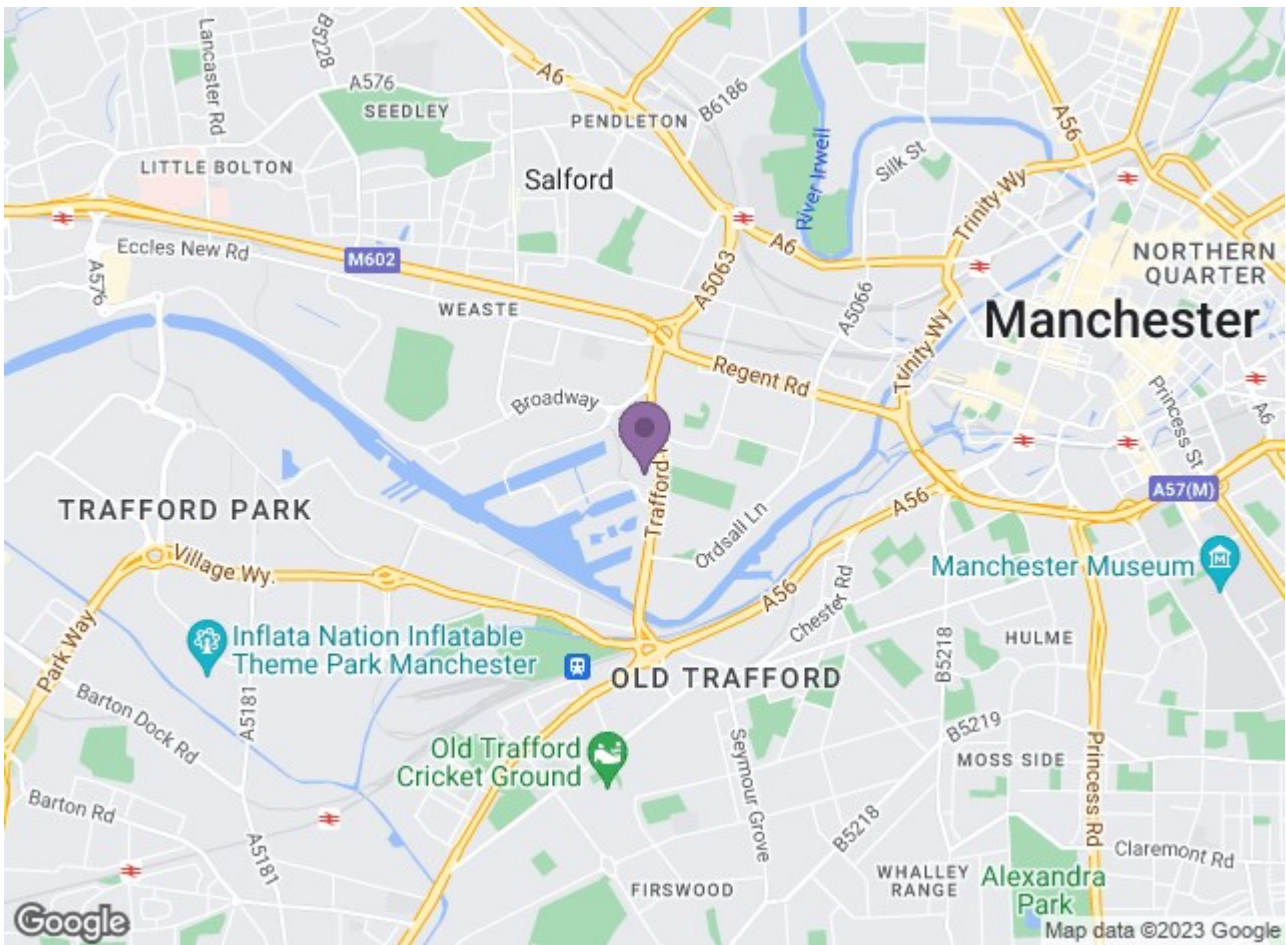 Lancaster Rd
B5228
A576
SEEDLEY
A6
PENDLETON
B6186
River Irwell
Silk St
A56
LITTLE BOLTON
Salford
Trinity Wy
Eccles New Rd
M602
A6
A5063
NORTHERN
QUARTER
A576
WEASTE
A5066
Manchester
Trinity Wy
Regent Rd
Broadway
Princess St
A6
TRAFFORD PARK
Trafford
A56
A57(M)
Ordsall Ln
Village Wy.
A56
Chester Rd
Manchester Museum
Park Way
Inflata Nation Inflatable
Theme Park Manchester
HULME
B5218
OLD TRAFFORD
Barton Dock Rd
A5181
B5219
Old Trafford
Cricket Ground
Seymour Grove
MOSS SIDE
Princess Rd
Barton Rd
A5181
B5218
Claremont Rd
FIRSWOOD
WHALLEY
RANGE
Alexandra
Park
Google
Map data ©2023 Google